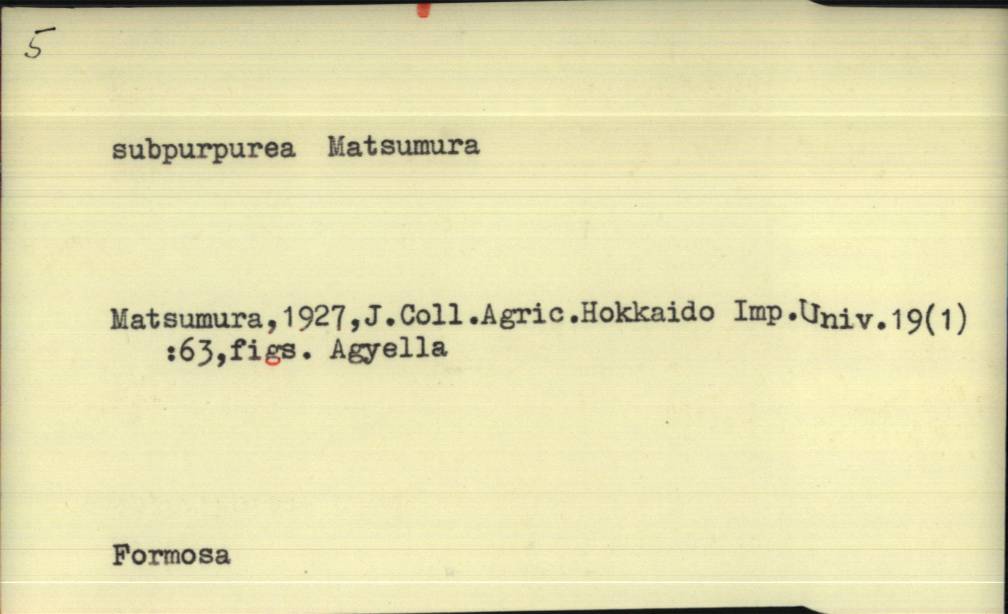 5
subpurpurea Matsumura
Matsumura,1927,J.Coll.Agric.Hokkaido Imp.Univ.19(1)
:63,figs. Agyella
Formosa